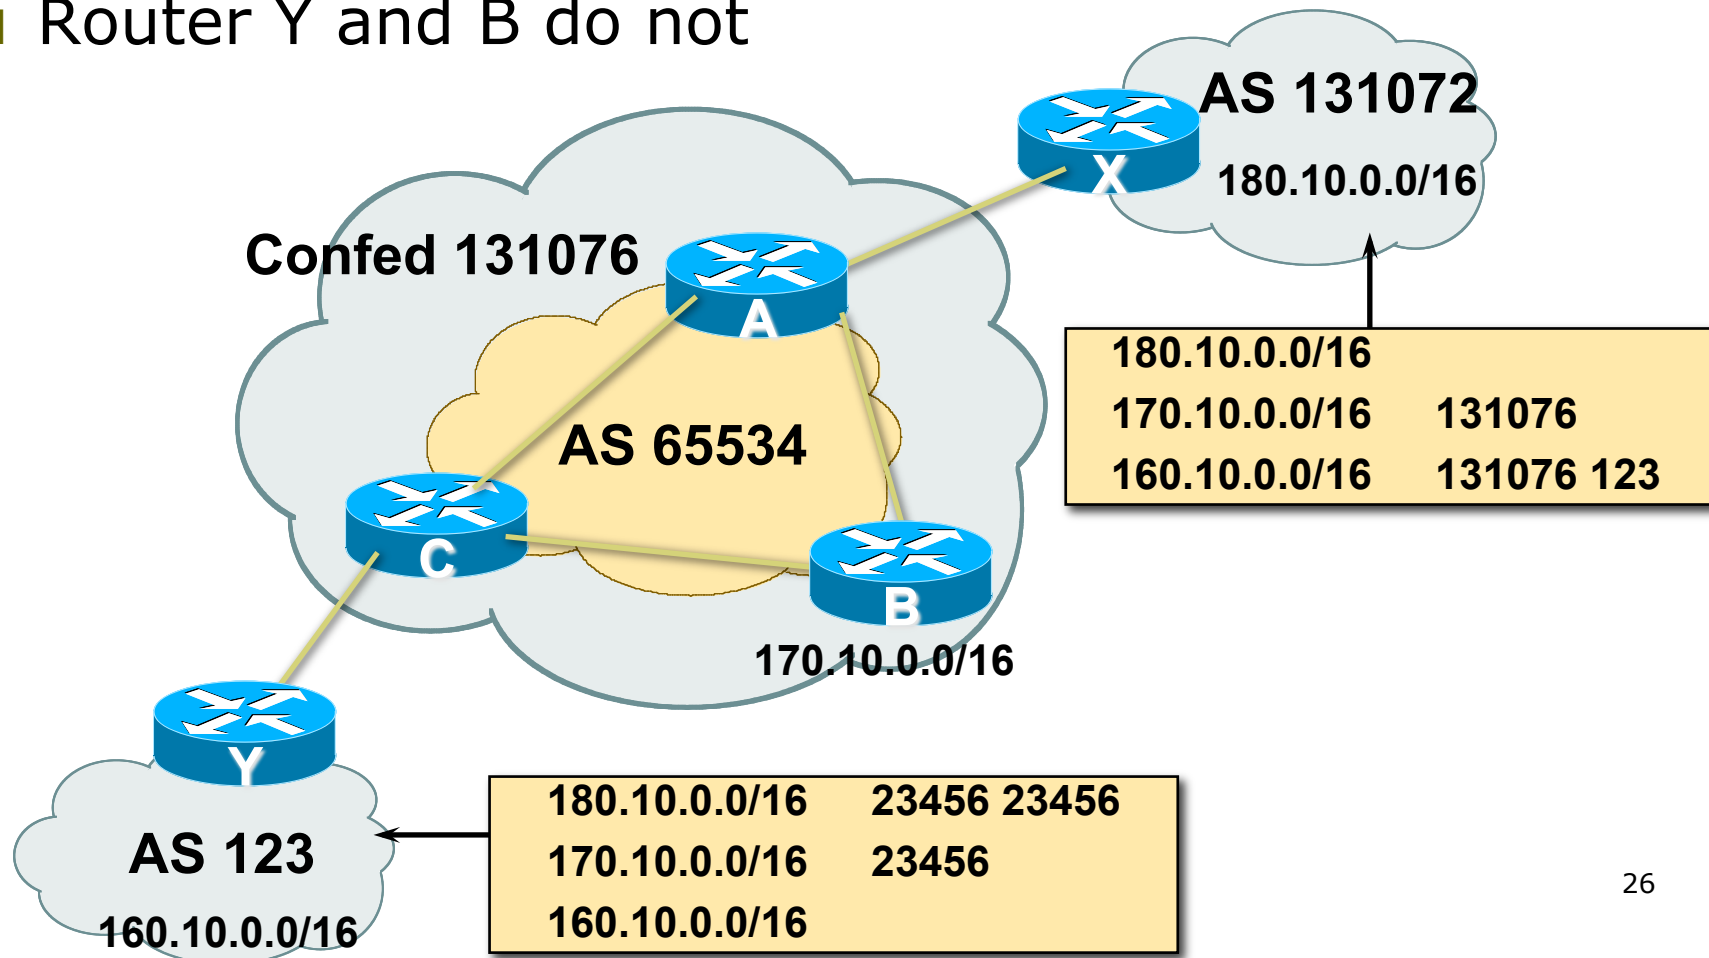 Router Y and B do not
AS 131072
X
180.10.0.0/16
Confed 131076
A
180.10.0.0/16
170.10.0.0/16 131076
160.10.0.0/16 131076 123
AS 65534
C
B
170.10.0.0/16
Y
180.10.0.0/16 23456 23456
AS 123
170.10.0.0/16 23456
160.10.0.0/16
160.10.0.0/16
26